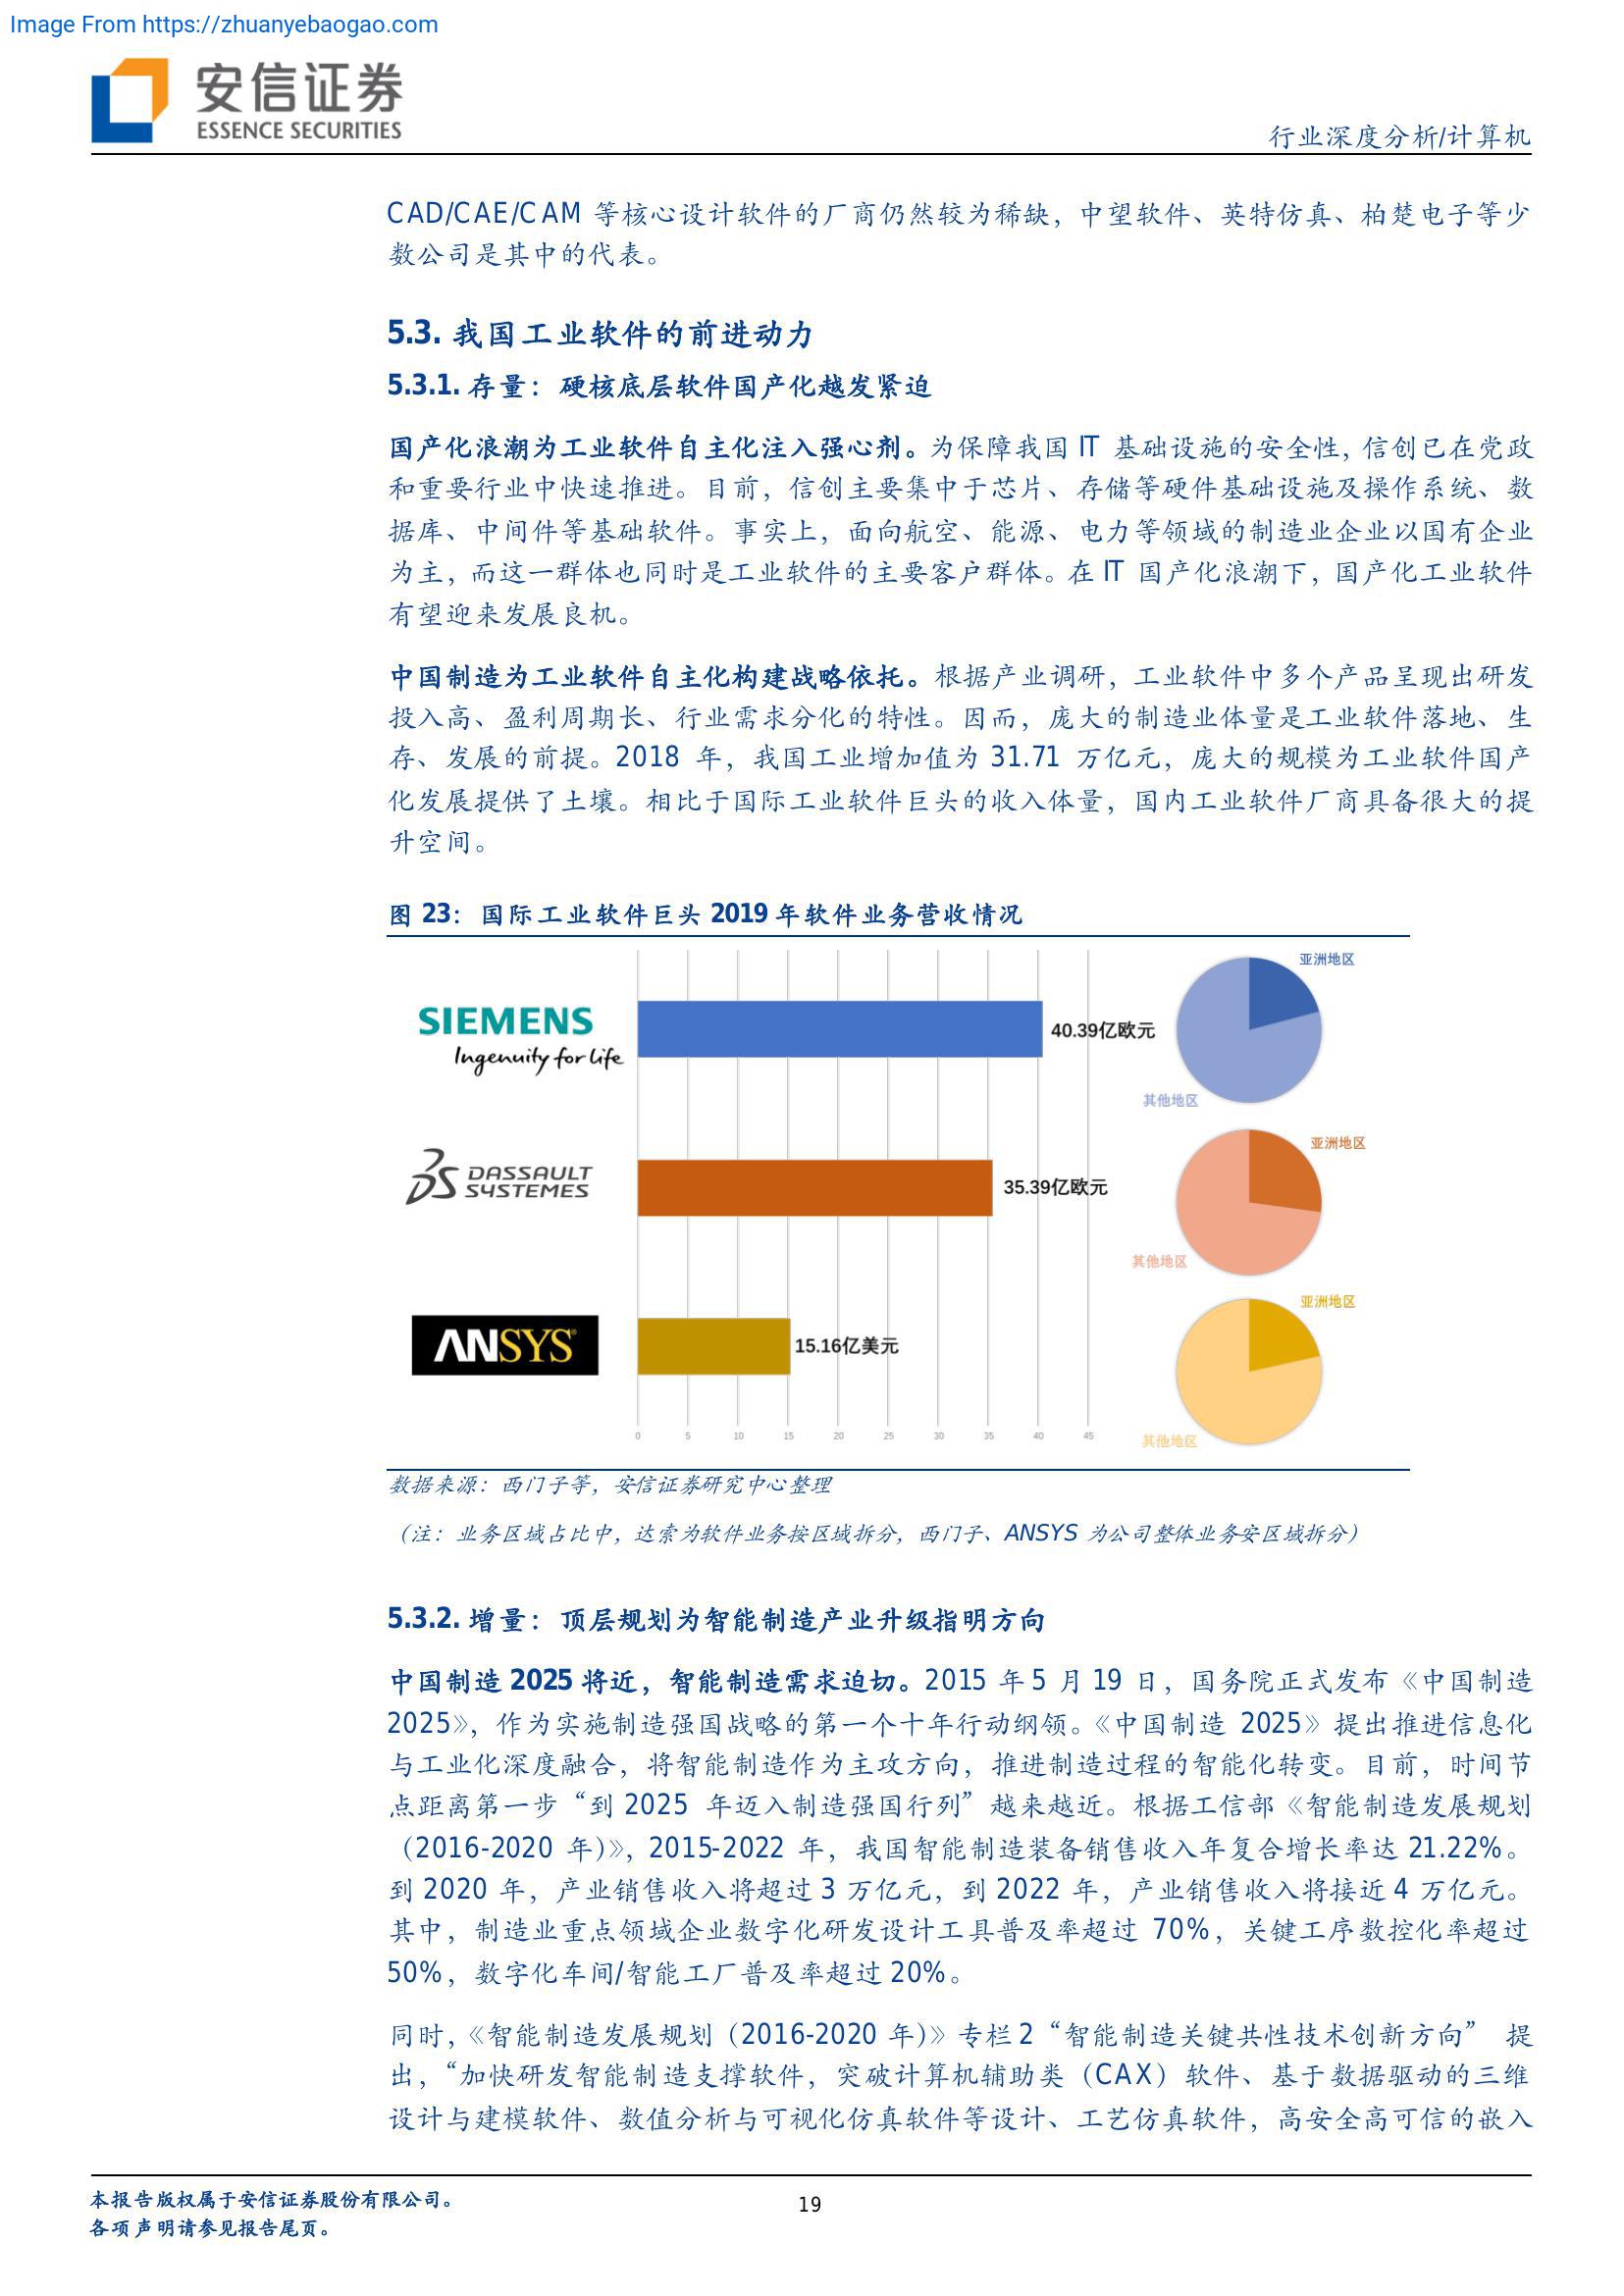 Image From https://zhuanyebaogao.com
安信证券
ESSENCE SECURITIES
行业深度分析/计算机
CAD/CAE/CAM 等核心设计软件的厂商仍然较为稀缺，中望软件、英特仿真、柏楚电子等少
数公司是其中的代表。
5.3. 我国工业软件的前进动力
5.3.1. 存量：硬核底层软件国产化越发紧迫
国产化浪潮为工业软件自主化注入强心剂。为保障我国 IT 基础设施的安全性，信创已在党政
和重要行业中快速推进。目前，信创主要集中于芯片、存储等硬件基础设施及操作系统、数
据库、中间件等基础软件。事实上，面向航空、能源、电力等领域的制造业企业以国有企业
为主，而这一群体也同时是工业软件的主要客户群体。在 IT 国产化浪潮下，国产化工业软件
有望迎来发展良机。
中国制造为工业软件自主化构建战略依托。根据产业调研，工业软件中多个产品呈现出研发
投入高、盈利周期长、行业需求分化的特性。因而，庞大的制造业体量是工业软件落地、生
存、发展的前提。2018 年，我国工业增加值为 31.71 万亿元，庞大的规模为工业软件国产
化发展提供了土壤。相比于国际工业软件巨头的收入体量，国内工业软件厂商具备很大的提
升空间。
图 23：国际工业软件巨头 2019 年软件业务营收情况
亚洲地区
SIEMENS
Ingenuity for life
40.39亿欧元
其他地区
亚洲地区
DASSAULT
SYSTEMES
35.39亿欧元
其他地区
亚洲地区
ANSYS
15.16亿美元
0 5 10 15 20 25 30 35 40 45
其他地区
数据来源：西门子等，安信证券研究中心整理
（注：业务区域占比中，达索为软件业务按区域拆分，西门子、ANSYS 为公司整体业务安区域拆分）
5.3.2. 增量：顶层规划为智能制造产业升级指明方向
中国制造 2025 将近，智能制造需求迫切。2015 年 5 月 19 日，国务院正式发布《中国制造
2025》，作为实施制造强国战略的第一个十年行动纲领。《中国制造 2025》提出推进信息化
与工业化深度融合，将智能制造作为主攻方向，推进制造过程的智能化转变。目前，时间节
点距离第一步“到 2025 年迈入制造强国行列”越来越近。根据工信部《智能制造发展规划
（2016-2020 年）》，2015-2022 年，我国智能制造装备销售收入年复合增长率达 21.22%。
到 2020 年，产业销售收入将超过 3 万亿元，到 2022 年，产业销售收入将接近 4 万亿元。
其中，制造业重点领域企业数字化研发设计工具普及率超过 70%，关键工序数控化率超过
50%，数字化车间/智能工厂普及率超过 20%。
同时，《智能制造发展规划（2016-2020 年）》专栏 2“智能制造关键共性技术创新方向” 提
出，“加快研发智能制造支撑软件，突破计算机辅助类（CAX）软件、基于数据驱动的三维
设计与建模软件、数值分析与可视化仿真软件等设计、工艺仿真软件，高安全高可信的嵌入
本报告版权属于安信证券股份有限公司。
19
各项声明请参见报告尾页。